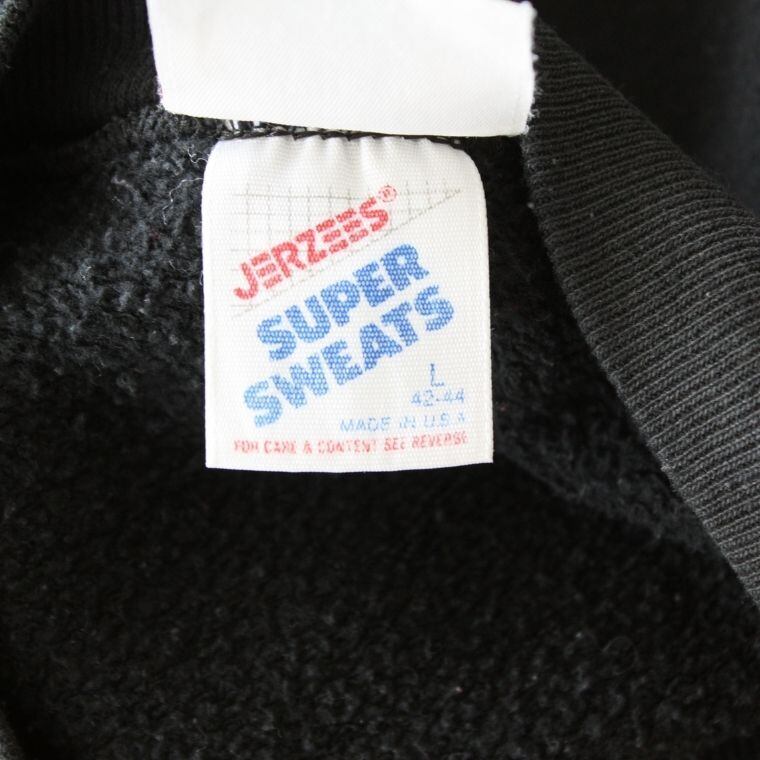 JERZEES®
SUPER
SWEATS
L
42-44
MADE IN U.S.A
FOR CARE & CONTENT SEE REVERSE